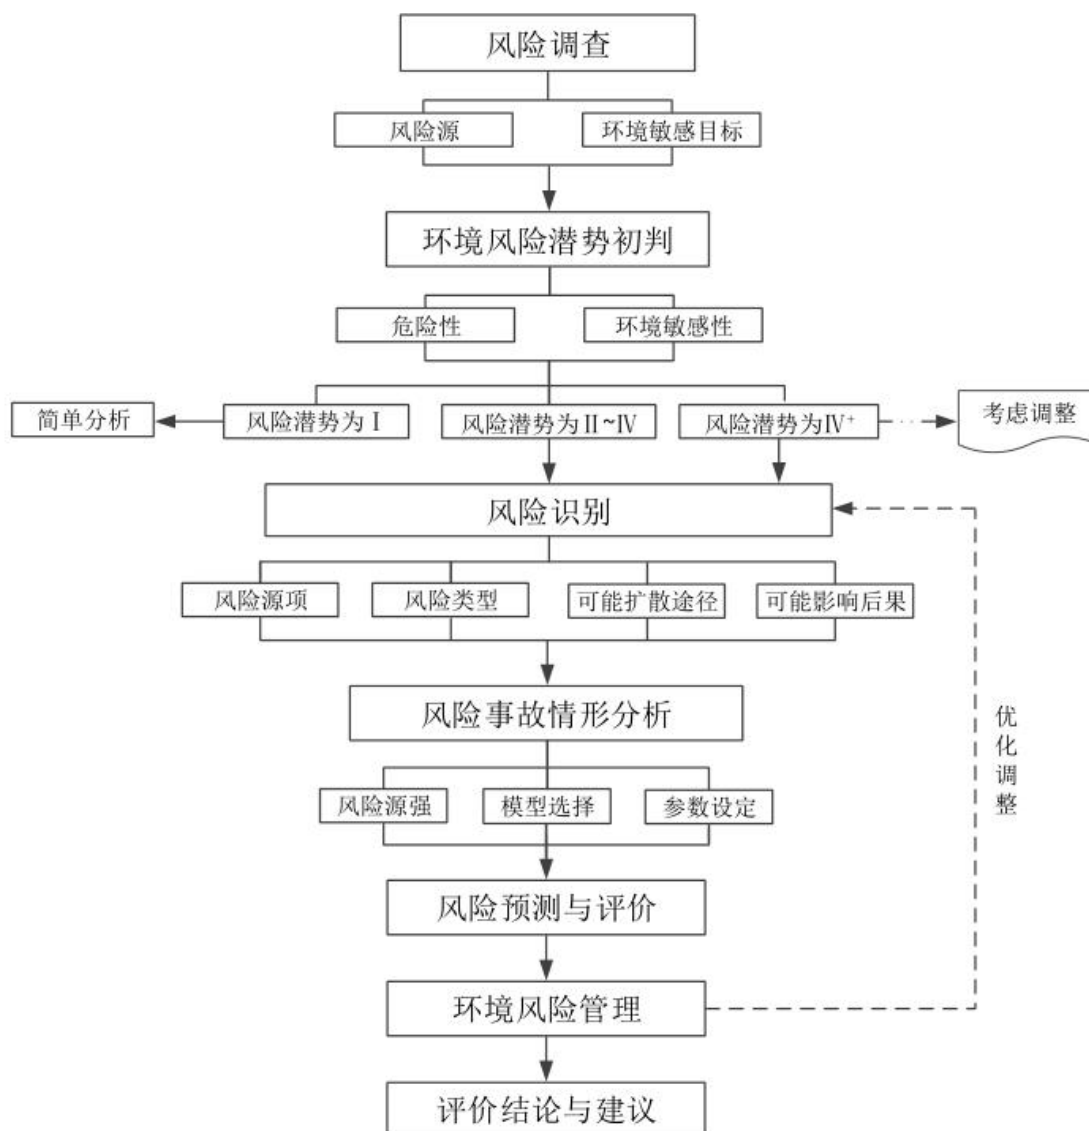 风险调查
风险源
环境敏感目标
环境风险潜势初判
危险性
环境敏感性
简单分析
风险潜势为Ⅰ
风险潜势为Ⅱ~Ⅳ
风险潜势为Ⅳ⁺
考虑调整
风险识别
风险源项
风险类型
可能扩散途径
可能影响后果
风险事故情形分析
优化调整
风险源强
模型选择
参数设定
风险预测与评价
环境风险管理
评价结论与建议